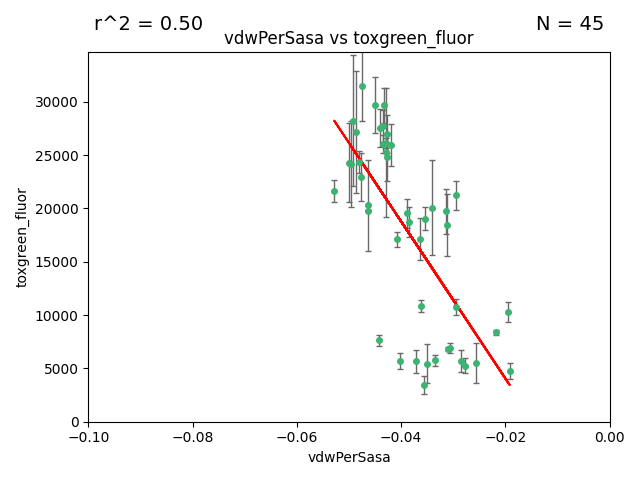 r^2 = 0.50
N = 45
vdwPerSasa vs toxgreen_fluor
toxgreen_fluor
30000
25000
20000
15000
10000
5000
0
−0.10
−0.08
−0.06
−0.04
−0.02
0.00
vdwPerSasa